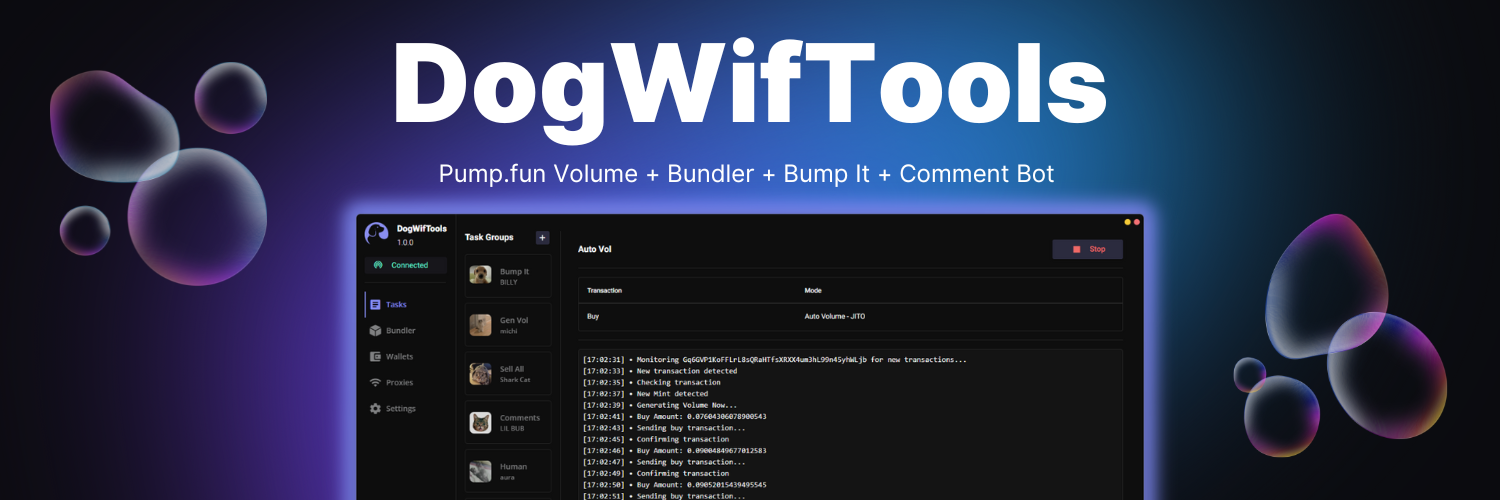 DogWifTools
Pump.fun Volume + Bundler + Bump It + Comment Bot
DogWifTools
1.0.0
Connected
Tasks
Bundler
Wallets
Proxies
Settings
Task Groups
+
Bump It
BILLY
Gen Vol
michi
Sell All
Shark Cat
Comments
LIL BUB
Human
aura
Auto Vol
Stop
Transaction Mode
Buy Auto Volume - JITO
[17:02:31] • Monitoring Gq6GVP1KoFFLrL8sQRaHTfsXRXX4um3hL99n45yhWLjb for new transactions...
[17:02:33] • New transaction detected
[17:02:35] • Checking transaction
[17:02:37] • New Mint detected
[17:02:39] • Generating Volume Now...
[17:02:41] • Buy Amount: 0.07604306078900543
[17:02:43] • Sending buy transaction...
[17:02:45] • Confirming transaction
[17:02:46] • Buy Amount: 0.09004849677012583
[17:02:47] • Sending buy transaction...
[17:02:49] • Confirming transaction
[17:02:50] • Buy Amount: 0.09052015439495545
[17:02:51] • Sending buy transaction...